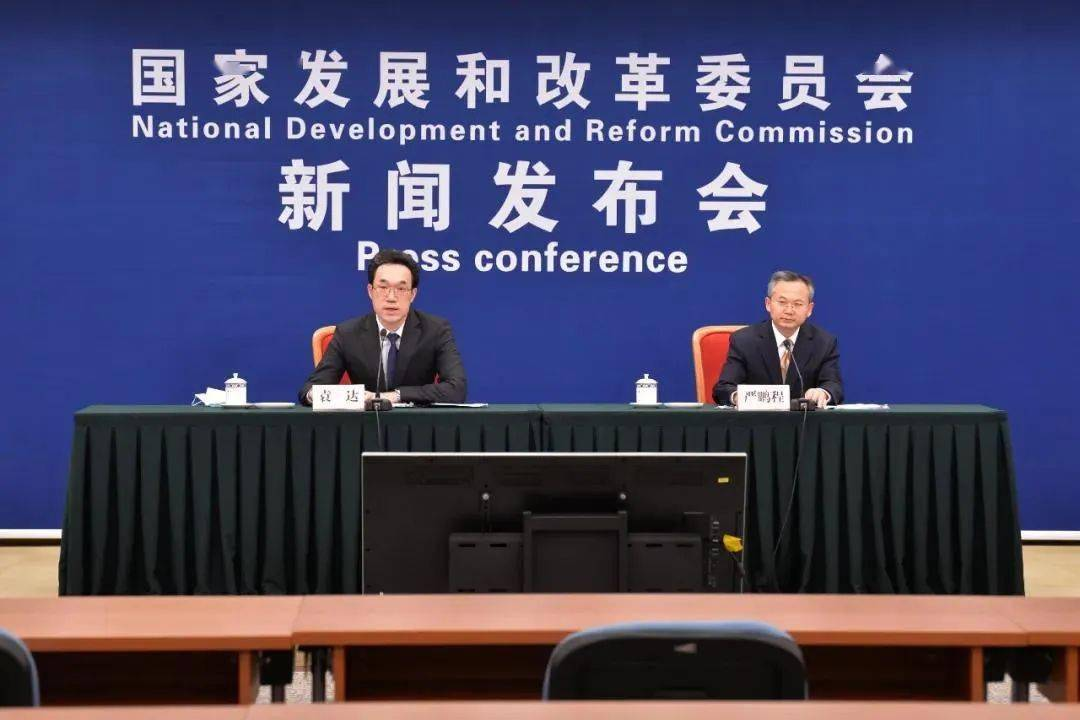 国家发展和改革委员会
National Development and Reform Commission
新闻发布会
Press conference
袁达
严鹏程